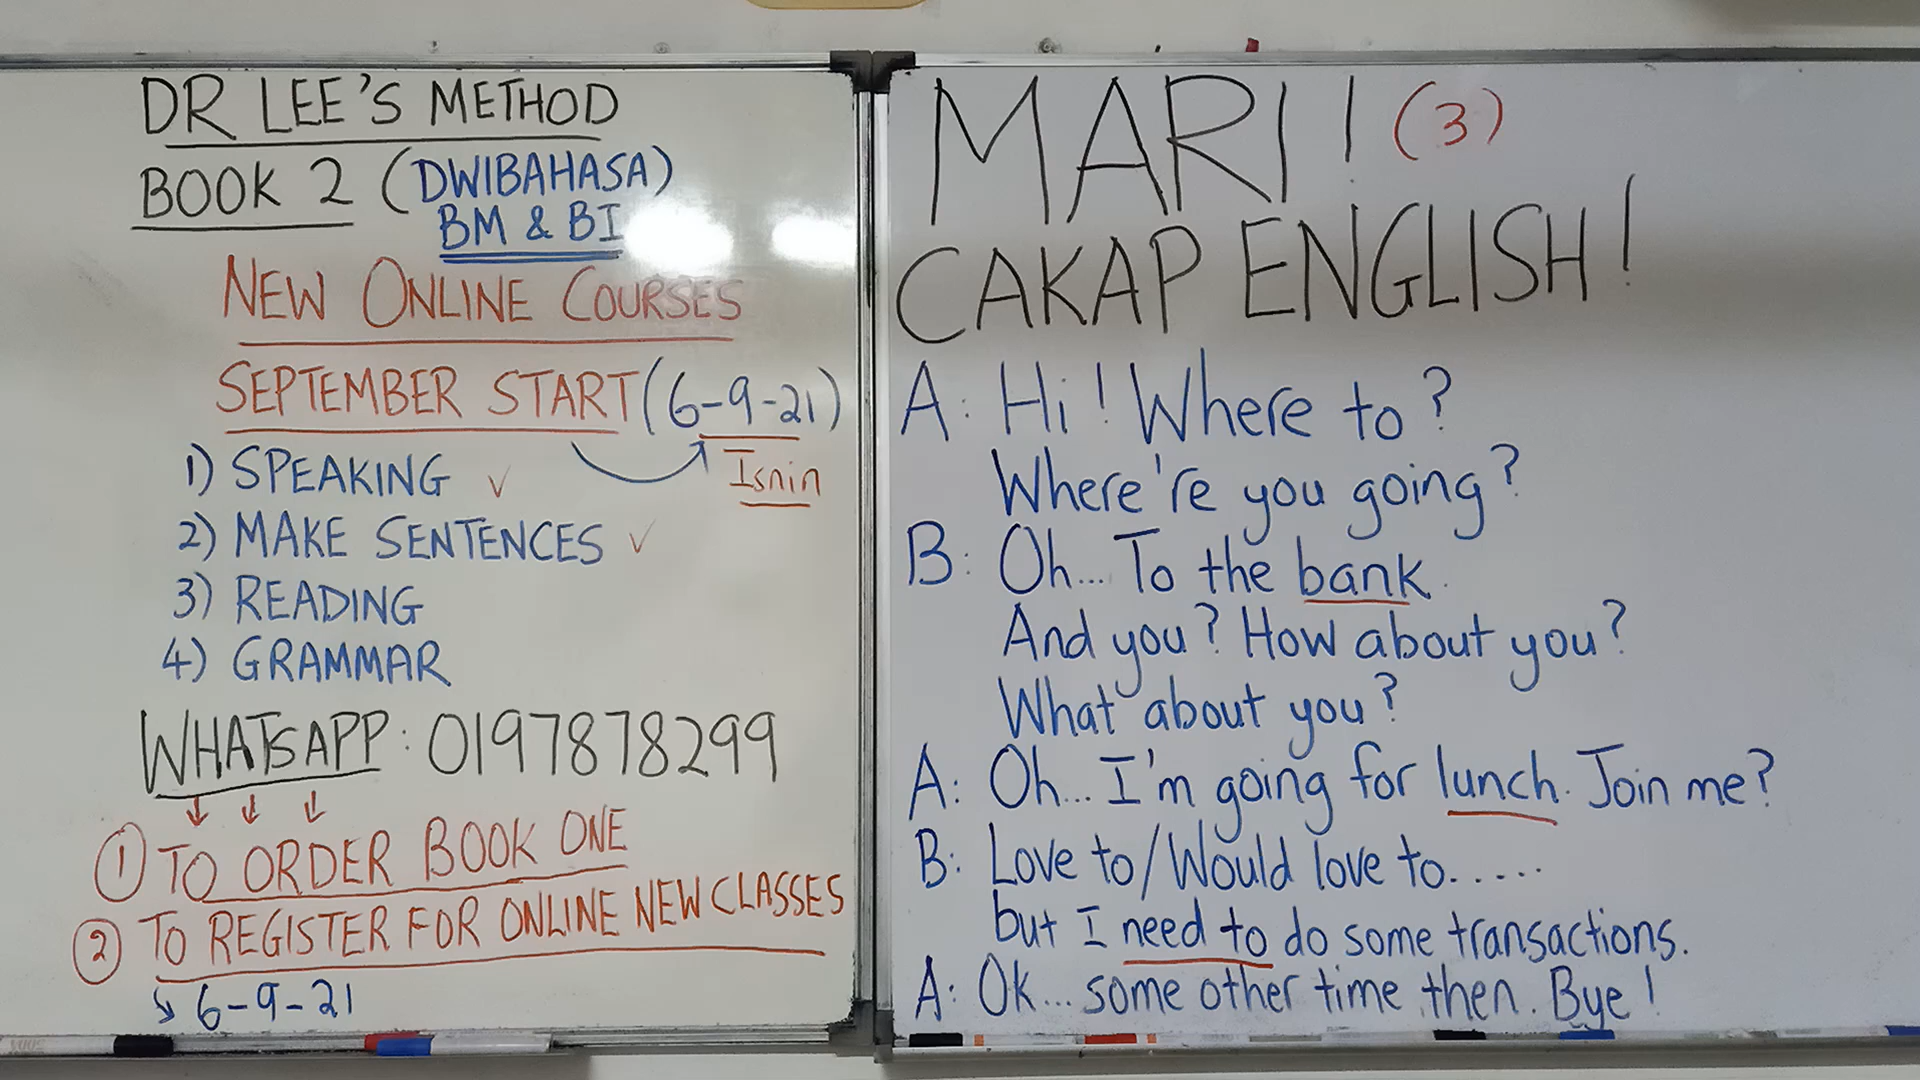 DR LEE'S METHOD
BOOK 2 (DWIBAHASA)
BM & BI
NEW ONLINE COURSES
SEPTEMBER START (6-9-21)
Isnin
1) SPEAKING ✓
2) MAKE SENTENCES ✓
3) READING
4) GRAMMAR
WHATSAPP: 0197878299
① TO ORDER BOOK ONE
② TO REGISTER FOR ONLINE NEW CLASSES
→ 6-9-21
MARI! (3)
CAKAP ENGLISH!
A: Hi! Where to?
Where're you going?
B: Oh... To the bank.
And you? How about you?
What about you?
A: Oh... I'm going for lunch. Join me?
B: Love to/Would love to.....
but I need to do some transactions.
A: Ok... some other time then. Bye!